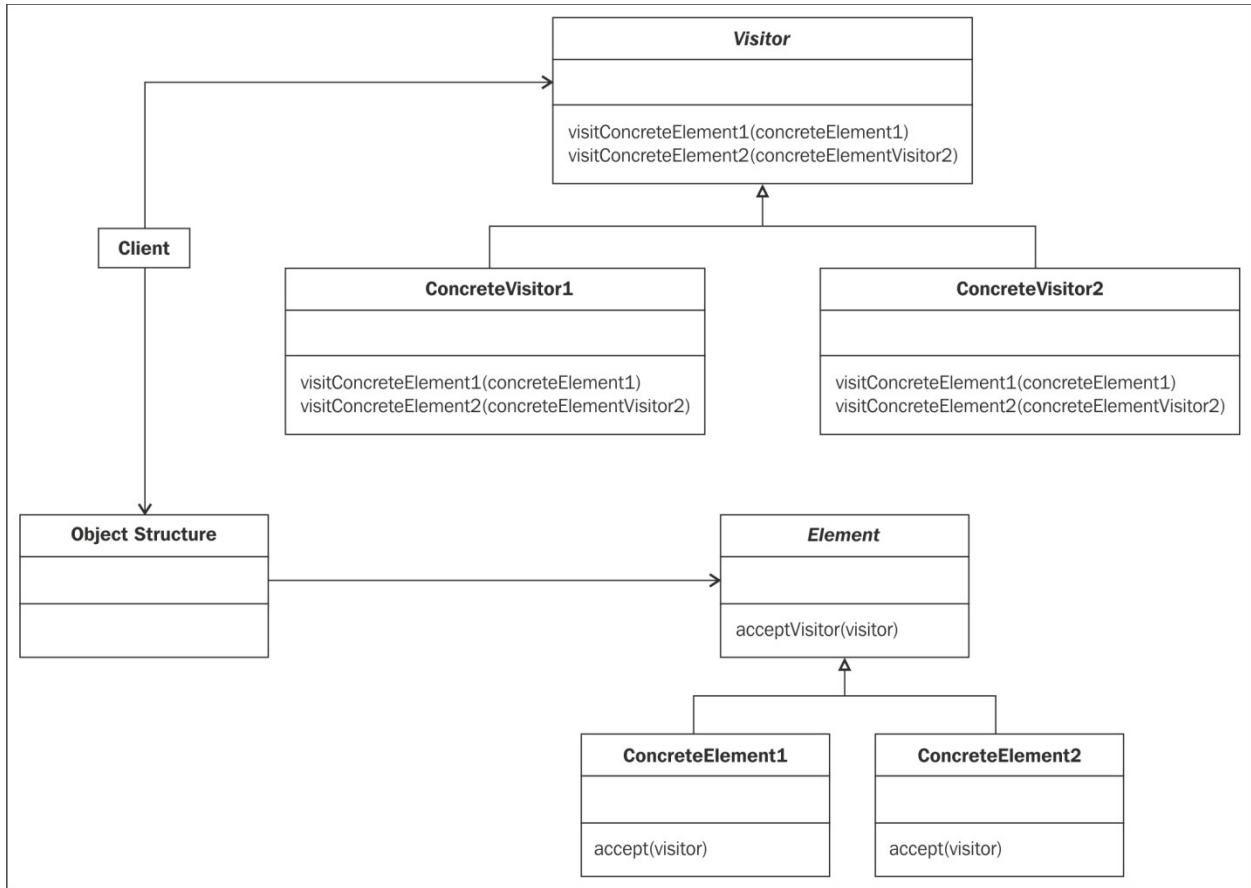 Visitor
visitConcreteElement1(concreteElement1)
visitConcreteElement2(concreteElementVisitor2)
Client
ConcreteVisitor1
visitConcreteElement1(concreteElement1)
visitConcreteElement2(concreteElementVisitor2)
ConcreteVisitor2
visitConcreteElement1(concreteElement1)
visitConcreteElement2(concreteElementVisitor2)
Object Structure
Element
acceptVisitor(visitor)
ConcreteElement1
accept(visitor)
ConcreteElement2
accept(visitor)